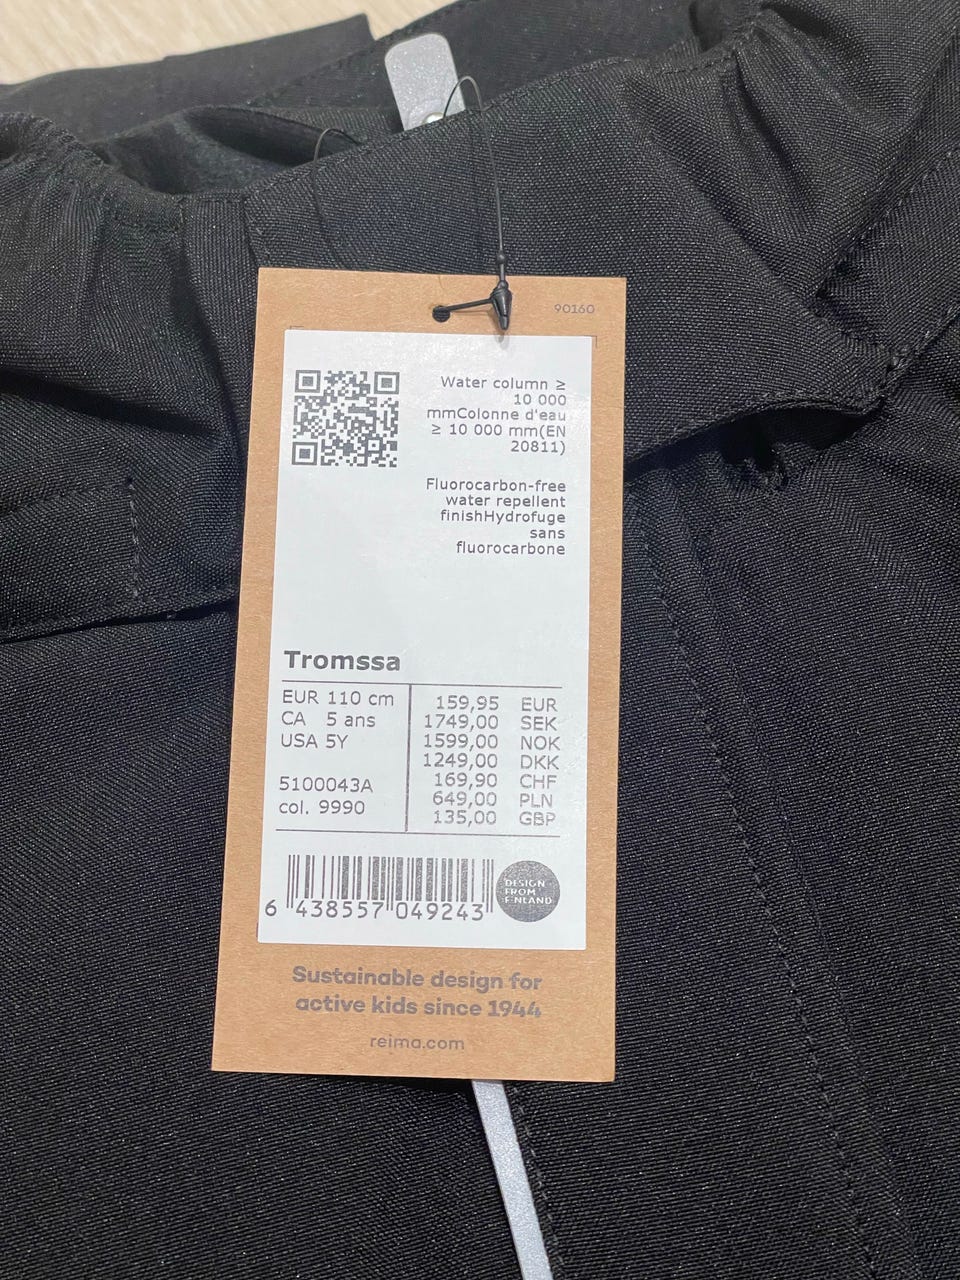 90160
Water column ≥
10 000
mmColonne d'eau
≥ 10 000 mm(EN
20811)
Fluorocarbon-free
water repellent
finishHydrofuge
sans
fluorocarbone
Tromssa
EUR 110 cm
CA 5 ans
USA 5Y
5100043A
col. 9990
159,95 EUR
1749,00 SEK
1599,00 NOK
1249,00 DKK
169,90 CHF
649,00 PLN
135,00 GBP
6 438557 049243
DESIGN
FROM
FINLAND
Sustainable design for
active kids since 1944
reima.com